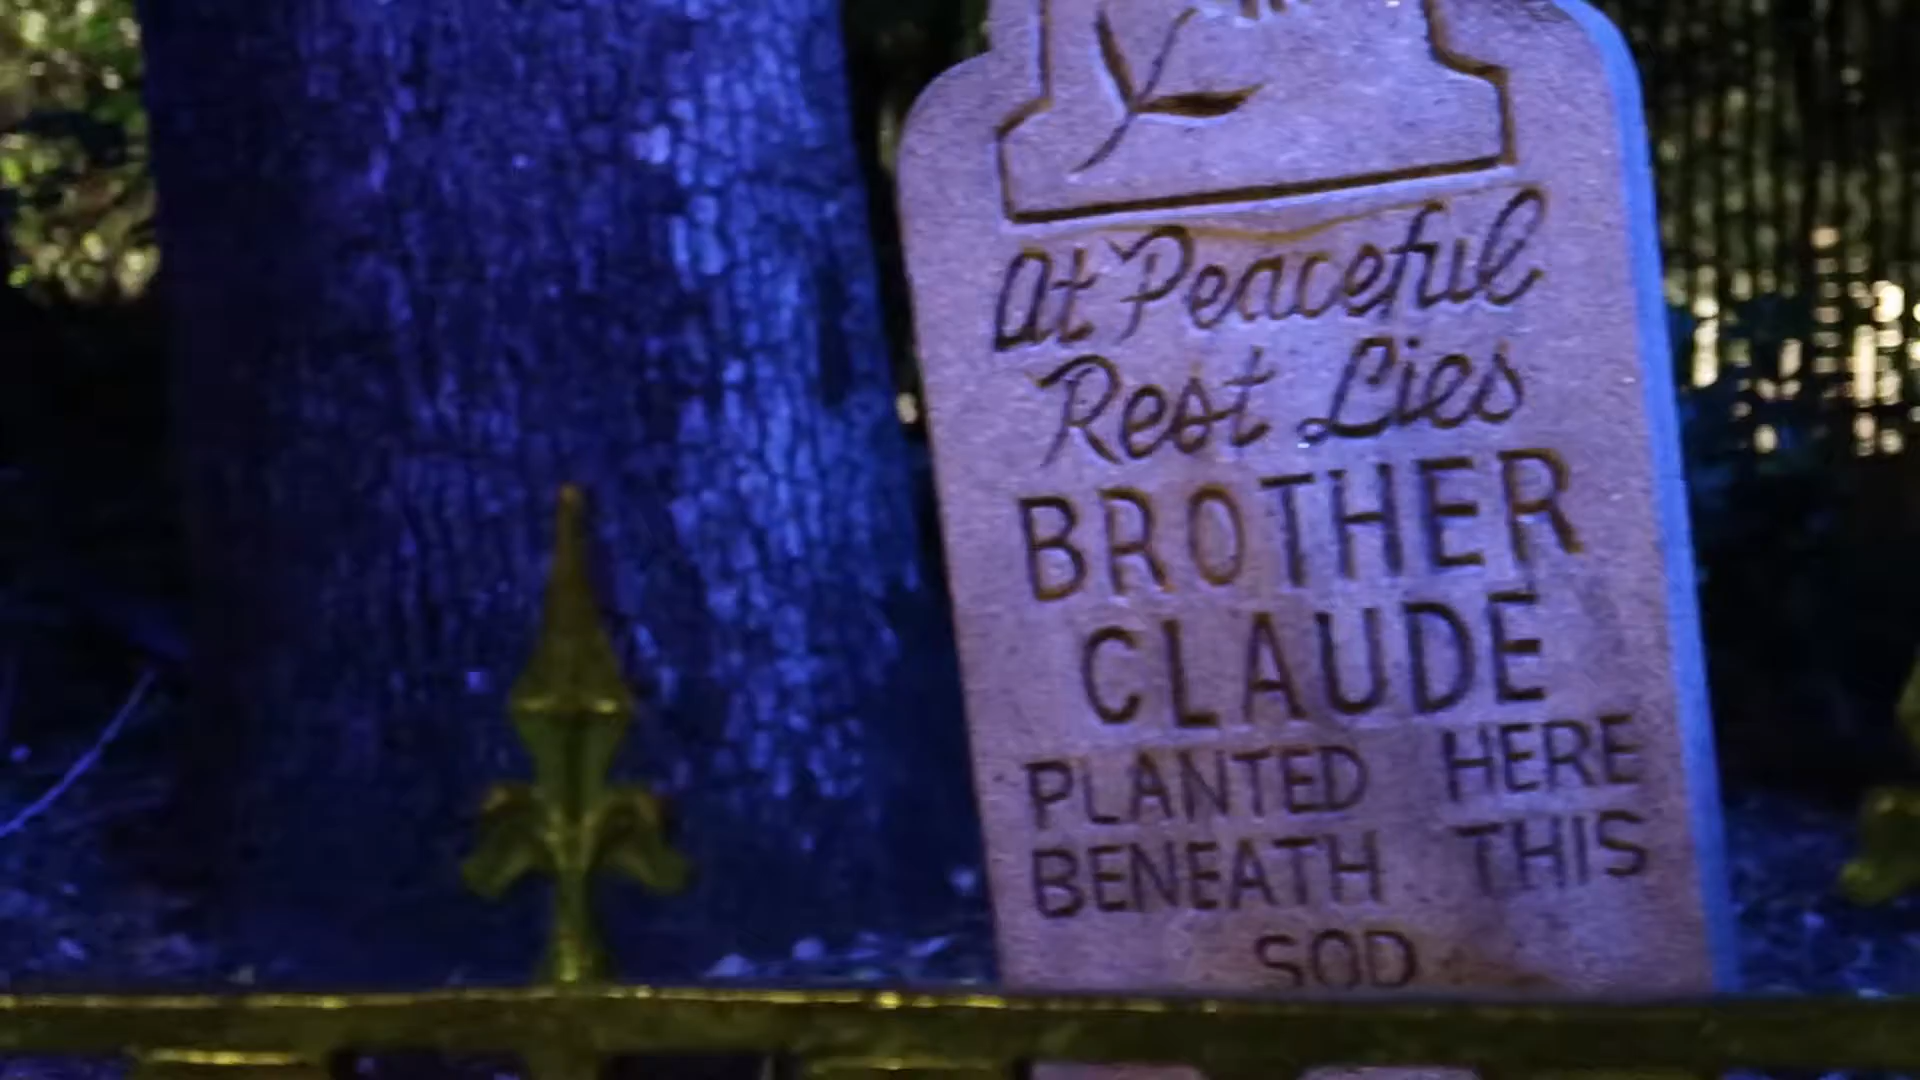 At Peaceful
Rest Lies
BROTHER
CLAUDE
PLANTED HERE
BENEATH THIS
SOD